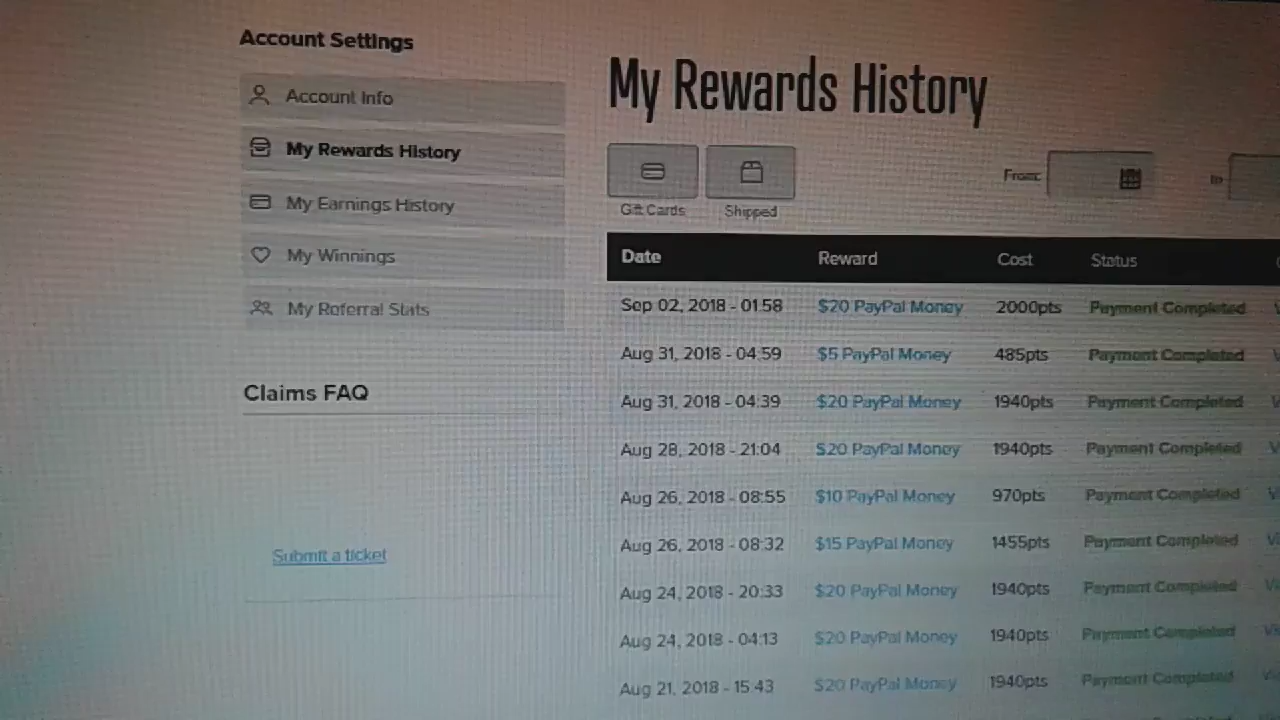 Account Settings
Account Info
My Rewards History
My Earnings History
My Winnings
My Referral Stats
Claims FAQ
Submit a ticket
My Rewards History
Gift Cards
Shipped
From:
to
Date Reward Cost Status
Sep 02, 2018 - 01:58 $20 PayPal Money 2000pts Payment Completed
Aug 31, 2018 - 04:59 $5 PayPal Money 485pts Payment Completed
Aug 31, 2018 - 04:39 $20 PayPal Money 1940pts Payment Completed
Aug 28, 2018 - 21:04 $20 PayPal Money 1940pts Payment Completed
Aug 26, 2018 - 08:55 $10 PayPal Money 970pts Payment Completed
Aug 26, 2018 - 08:32 $15 PayPal Money 1455pts Payment Completed
Aug 24, 2018 - 20:33 $20 PayPal Money 1940pts Payment Completed
Aug 24, 2018 - 04:13 $20 PayPal Money 1940pts Payment Completed
Aug 21, 2018 - 15:43 $20 PayPal Money 1940pts Payment Completed